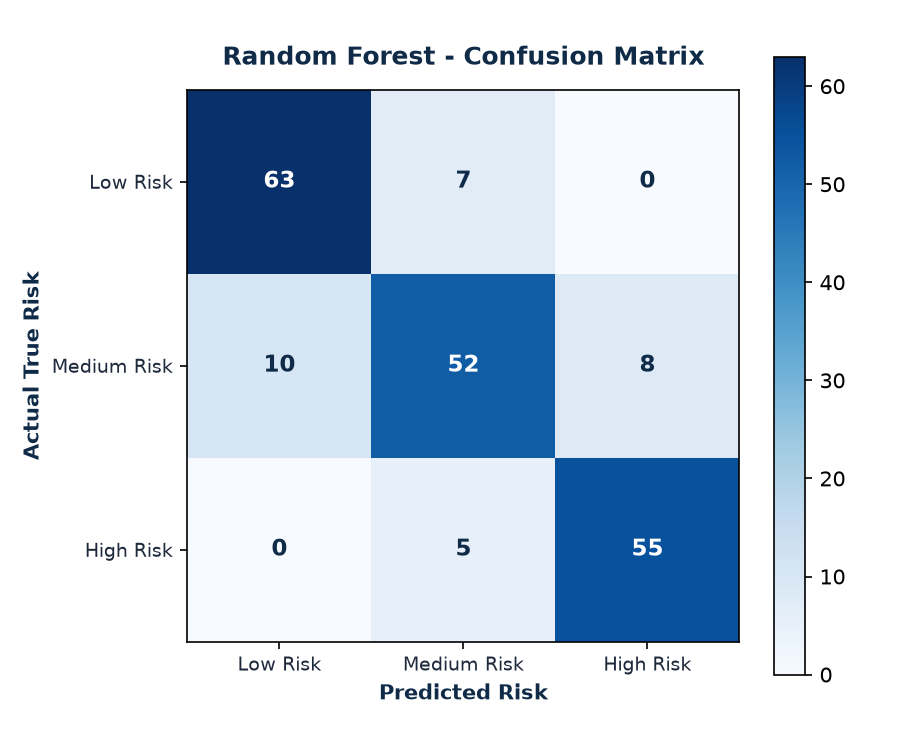 Random Forest - Confusion Matrix
Actual True Risk
Low Risk
63
7
0
Medium Risk
10
52
8
High Risk
0
5
55
Low Risk
Medium Risk
High Risk
Predicted Risk
60
50
40
30
20
10
0